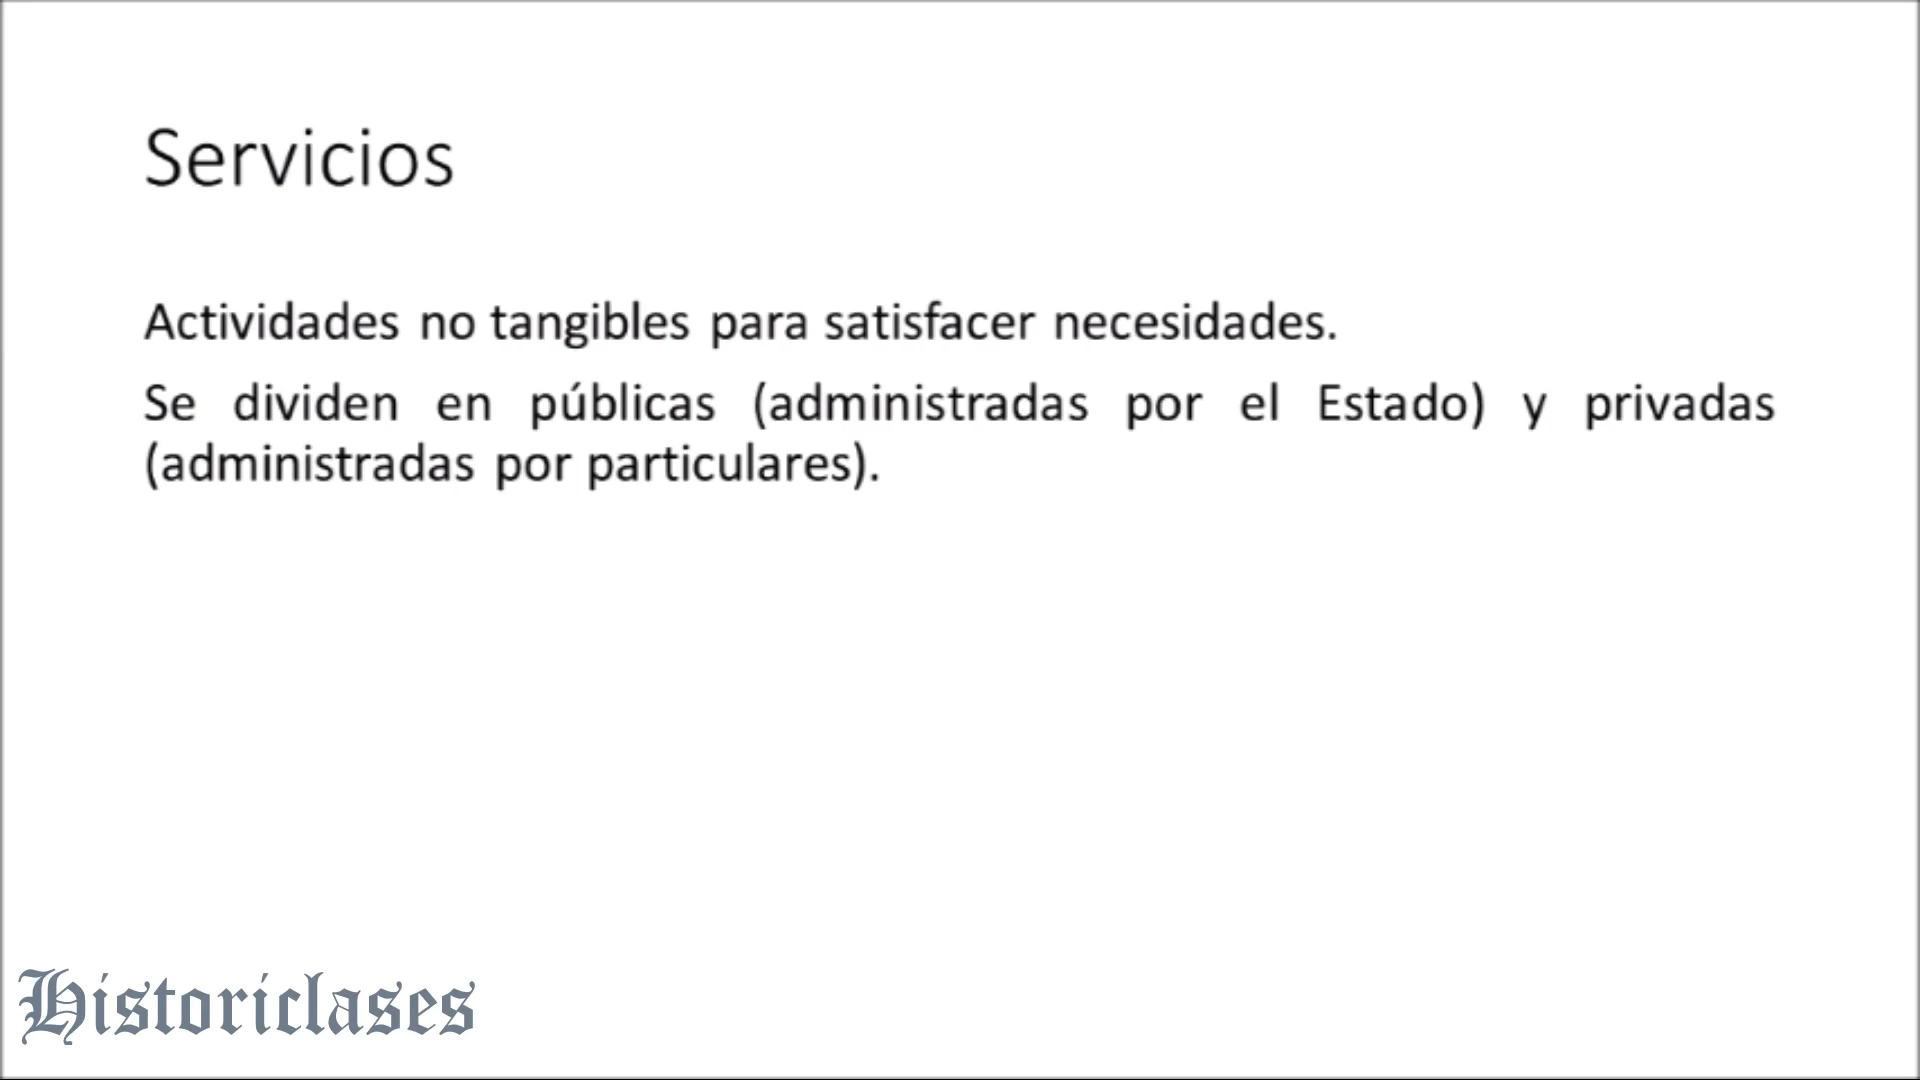 Servicios
Actividades no tangibles para satisfacer necesidades.
Se dividen en públicas (administradas por el Estado) y privadas
(administradas por particulares).
Historiclases